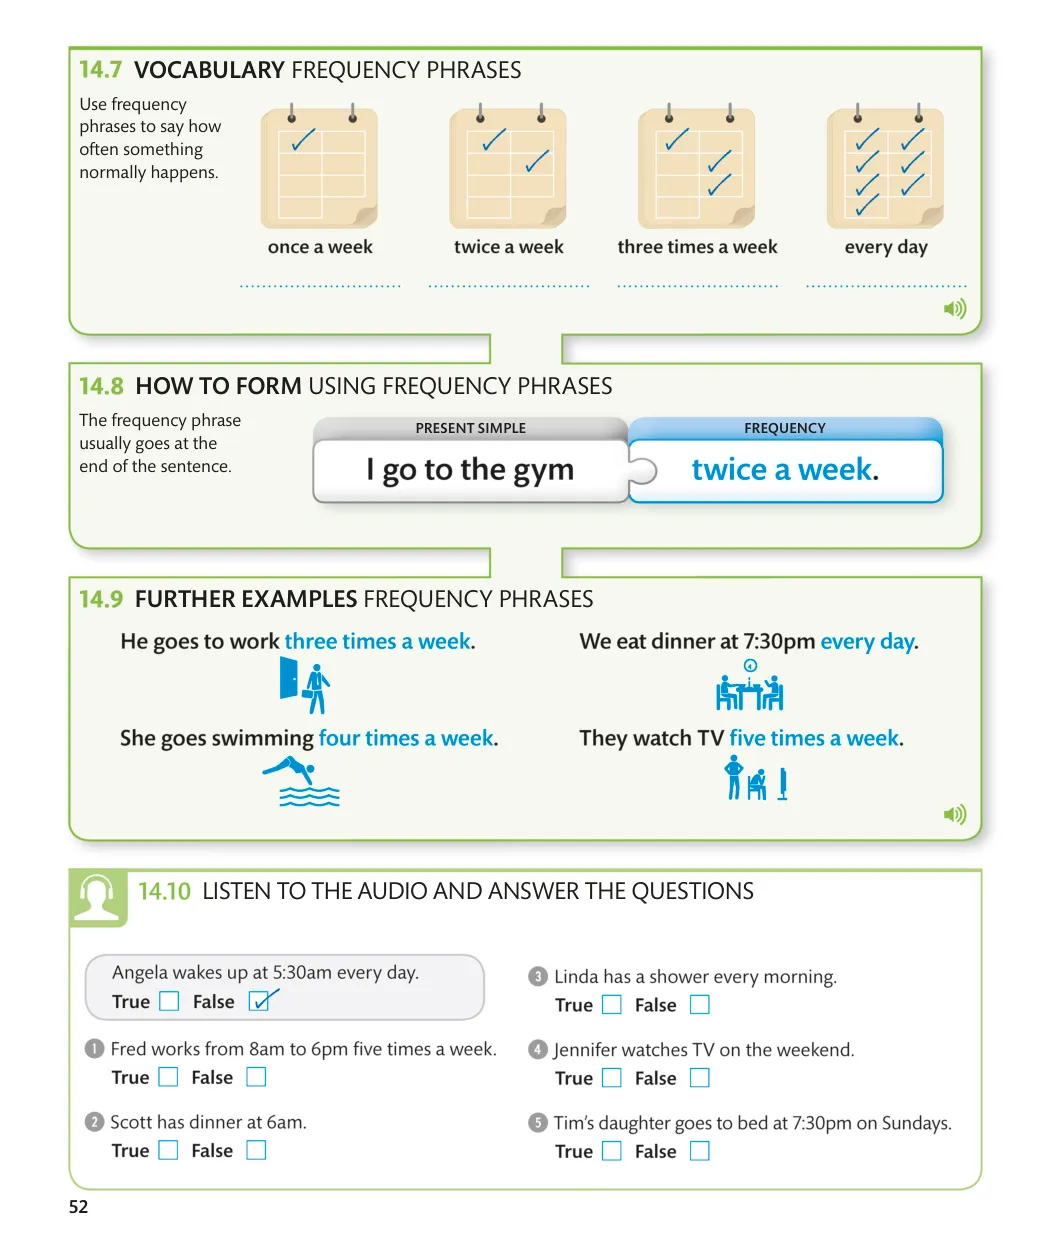 14.7 VOCABULARY FREQUENCY PHRASES
Use frequency
phrases to say how
often something
normally happens.
once a week
twice a week
three times a week
every day
14.8 HOW TO FORM USING FREQUENCY PHRASES
The frequency phrase
usually goes at the
end of the sentence.
PRESENT SIMPLE
FREQUENCY
I go to the gym
twice a week.
14.9 FURTHER EXAMPLES FREQUENCY PHRASES
He goes to work three times a week.
We eat dinner at 7:30pm every day.
She goes swimming four times a week.
They watch TV five times a week.
14.10 LISTEN TO THE AUDIO AND ANSWER THE QUESTIONS
Angela wakes up at 5:30am every day.
True False
1 Fred works from 8am to 6pm five times a week.
True False
2 Scott has dinner at 6am.
True False
3 Linda has a shower every morning.
True False
4 Jennifer watches TV on the weekend.
True False
5 Tim's daughter goes to bed at 7:30pm on Sundays.
True False
52